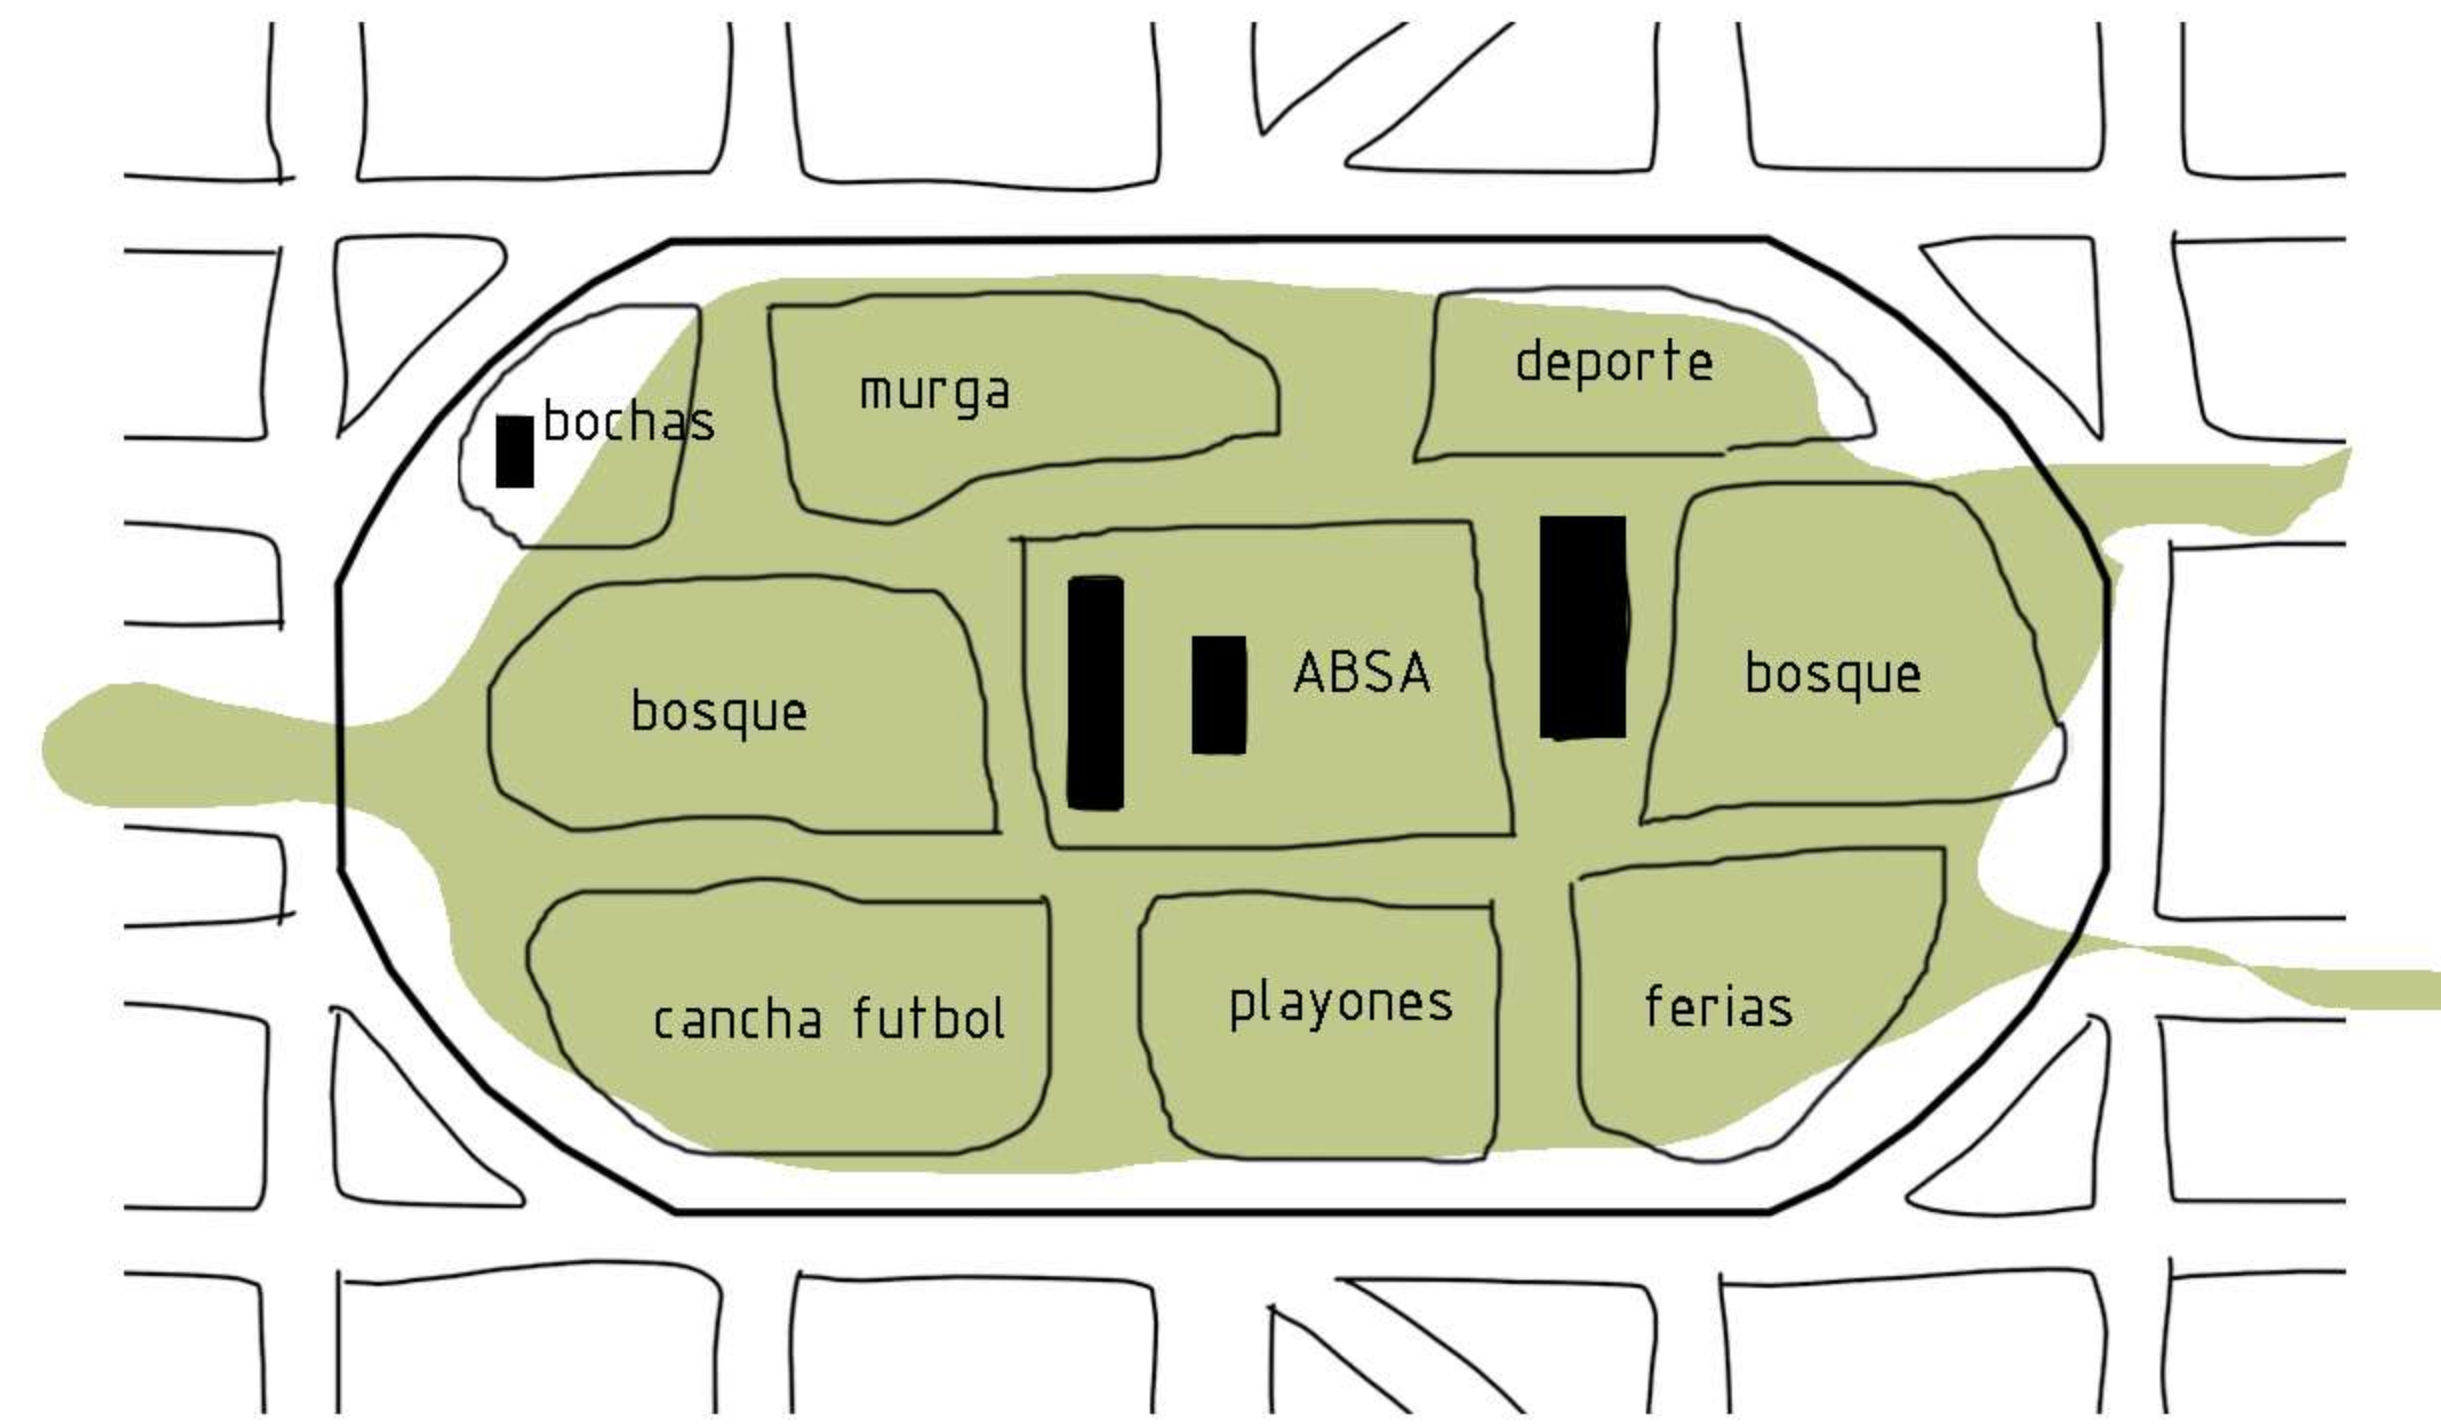 deporte
murga
bochas
ABSA
bosque
bosque
cancha futbol
playones
ferias